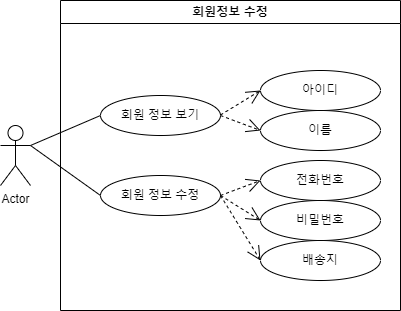 회원정보 수정
아이디
회원 정보 보기
이름
Actor
회원 정보 수정
전화번호
비밀번호
배송지